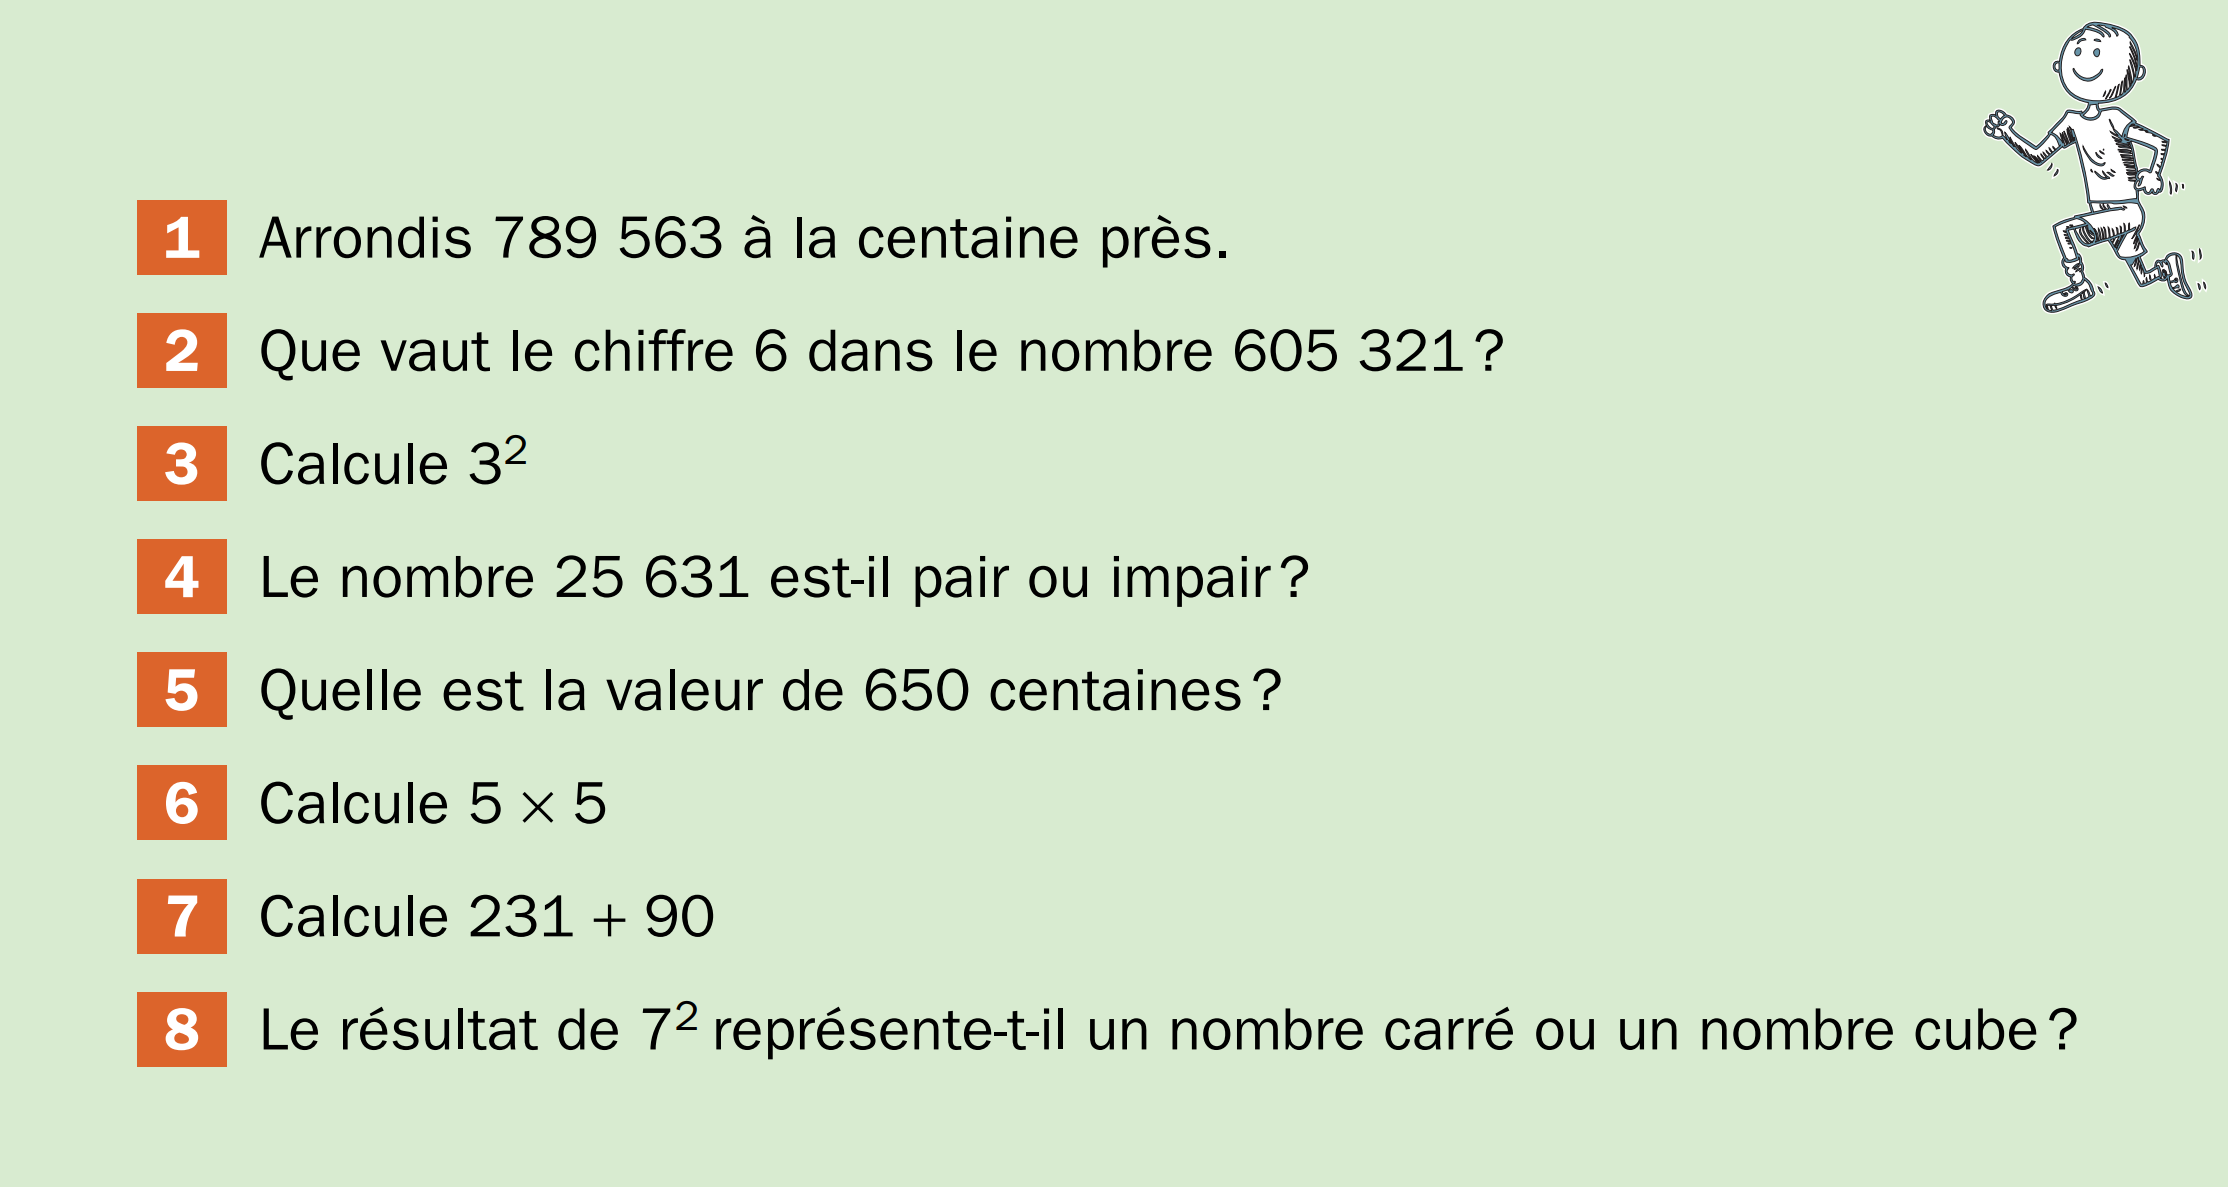 1 Arrondis 789 563 à la centaine près.
2 Que vaut le chiffre 6 dans le nombre 605 321 ?
3 Calcule 3²
4 Le nombre 25 631 est-il pair ou impair ?
5 Quelle est la valeur de 650 centaines ?
6 Calcule 5 × 5
7 Calcule 231 + 90
8 Le résultat de 7² représente-t-il un nombre carré ou un nombre cube ?